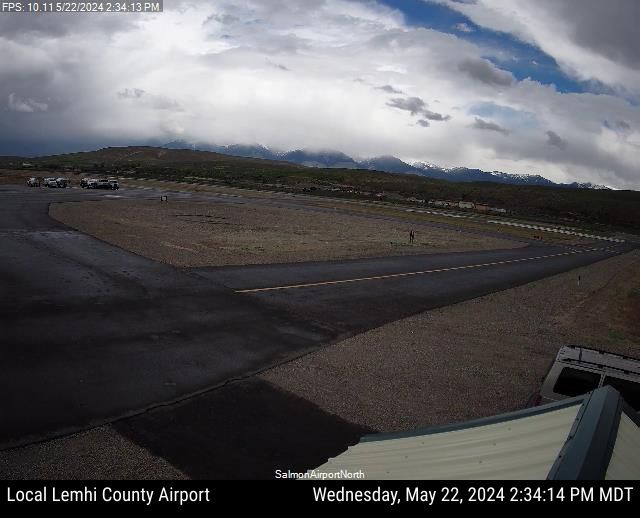 FPS: 10.11 5/22/2024 2:34:13 PM
SalmonAirportNorth
Local Lemhi County Airport Wednesday, May 22, 2024 2:34:14 PM MDT